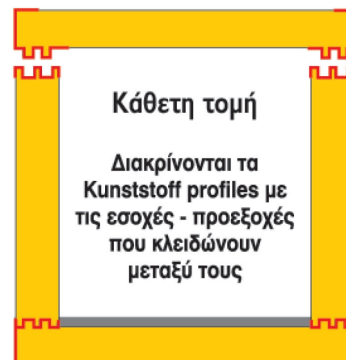 Κάθετη τομή
Διακρίνονται τα
Kunststoff profiles με
τις εσοχές - προεξοχές
που κλειδώνουν
μεταξύ τους